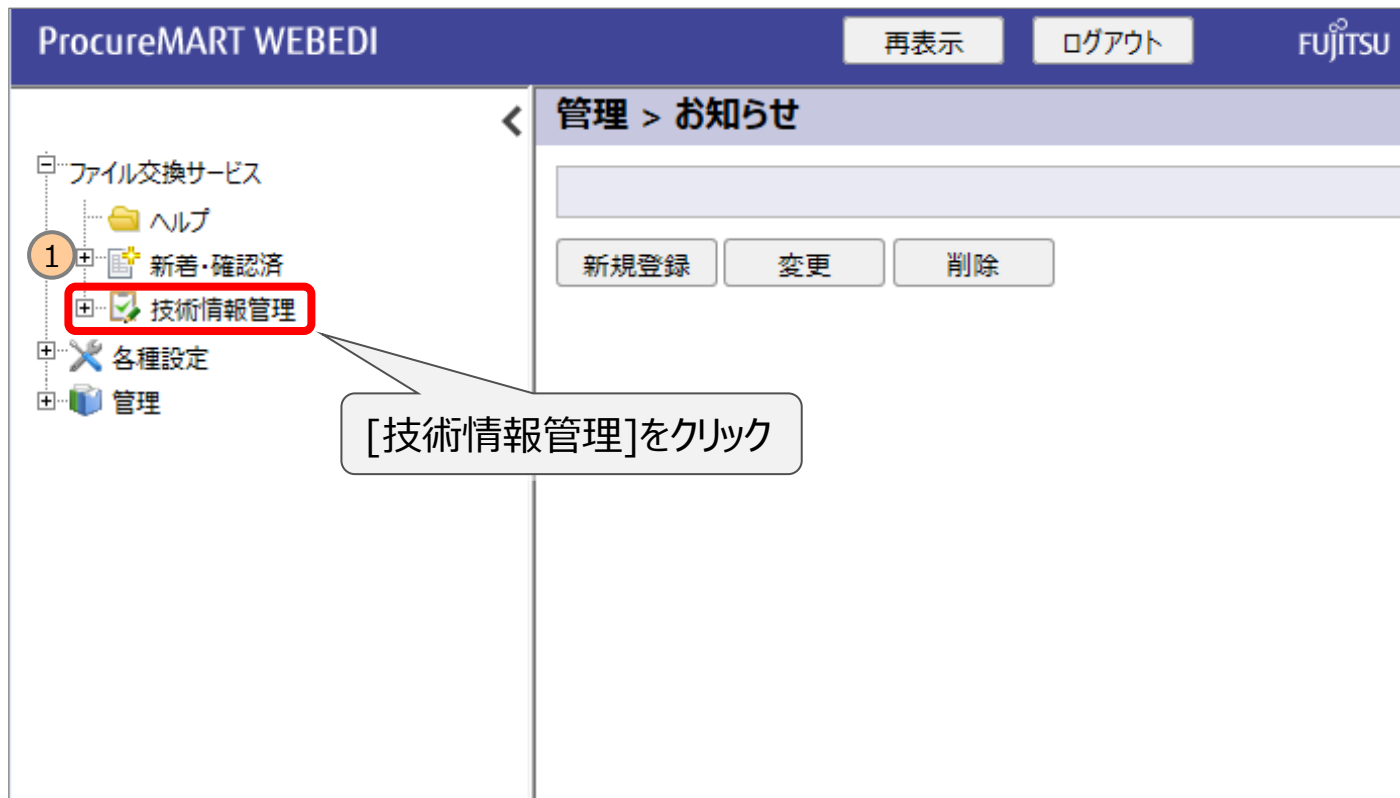 ProcureMART WEBEDI
再表示
ログアウト
FUJITSU
管理 > お知らせ
ファイル交換サービス
ヘルプ
1
新着・確認済
技術情報管理
各種設定
管理
新規登録
変更
削除
[技術情報管理]をクリック